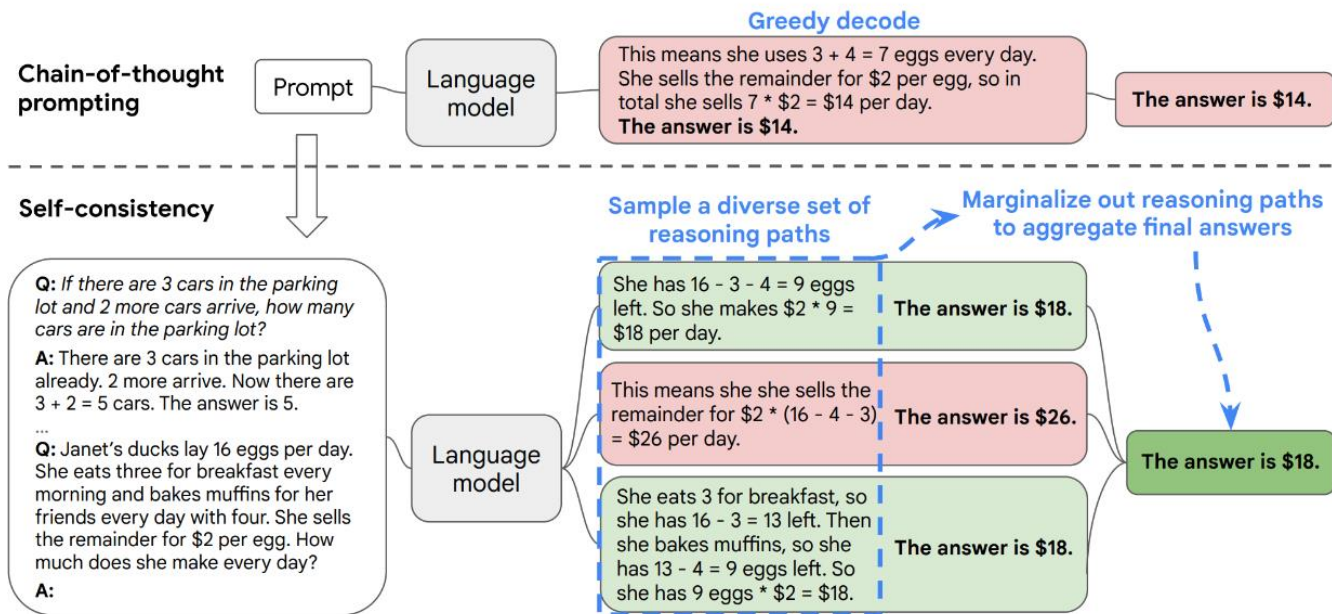 Greedy decode
Chain-of-thought
prompting
Prompt
Language
model
This means she uses 3 + 4 = 7 eggs every day.
She sells the remainder for $2 per egg, so in
total she sells 7 * $2 = $14 per day.
The answer is $14.
The answer is $14.
Self-consistency
Sample a diverse set of
reasoning paths
Marginalize out reasoning paths
to aggregate final answers
Q: If there are 3 cars in the parking
lot and 2 more cars arrive, how many
cars are in the parking lot?
A: There are 3 cars in the parking lot
already. 2 more arrive. Now there are
3 + 2 = 5 cars. The answer is 5.
...
Q: Janet's ducks lay 16 eggs per day.
She eats three for breakfast every
morning and bakes muffins for her
friends every day with four. She sells
the remainder for $2 per egg. How
much does she make every day?
A:
Language
model
She has 16 - 3 - 4 = 9 eggs
left. So she makes $2 * 9 =
$18 per day.
The answer is $18.
This means she she sells the
remainder for $2 * (16 - 4 - 3)
= $26 per day.
The answer is $26.
She eats 3 for breakfast, so
she has 16 - 3 = 13 left. Then
she bakes muffins, so she
has 13 - 4 = 9 eggs left. So
she has 9 eggs * $2 = $18.
The answer is $18.
The answer is $18.